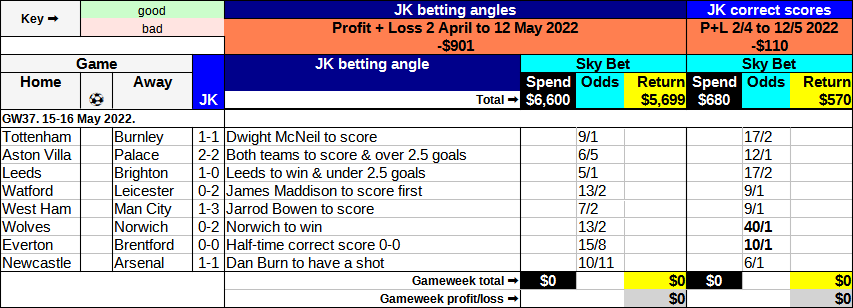 Key ➞ good JK betting angles JK correct scores
bad Profit + Loss 2 April to 12 May 2022 P+L 2/4 to 12/5 2022
-$901 -$110
Game JK betting angle Sky Bet Sky Bet
Home ⚽ Away JK Spend Odds Return Spend Odds Return
Total ➞ $6,600 $5,699 $680 $570
GW37. 15-16 May 2022.
Tottenham Burnley 1-1 Dwight McNeil to score 9/1 17/2
Aston Villa Palace 2-2 Both teams to score & over 2.5 goals 6/5 12/1
Leeds Brighton 1-0 Leeds to win & under 2.5 goals 5/1 17/2
Watford Leicester 0-2 James Maddison to score first 13/2 9/1
West Ham Man City 1-3 Jarrod Bowen to score 7/2 9/1
Wolves Norwich 0-2 Norwich to win 13/2 40/1
Everton Brentford 0-0 Half-time correct score 0-0 15/8 10/1
Newcastle Arsenal 1-1 Dan Burn to have a shot 10/11 6/1
Gameweek total ➞ $0 $0 $0 $0
Gameweek profit/loss ➞ $0 $0